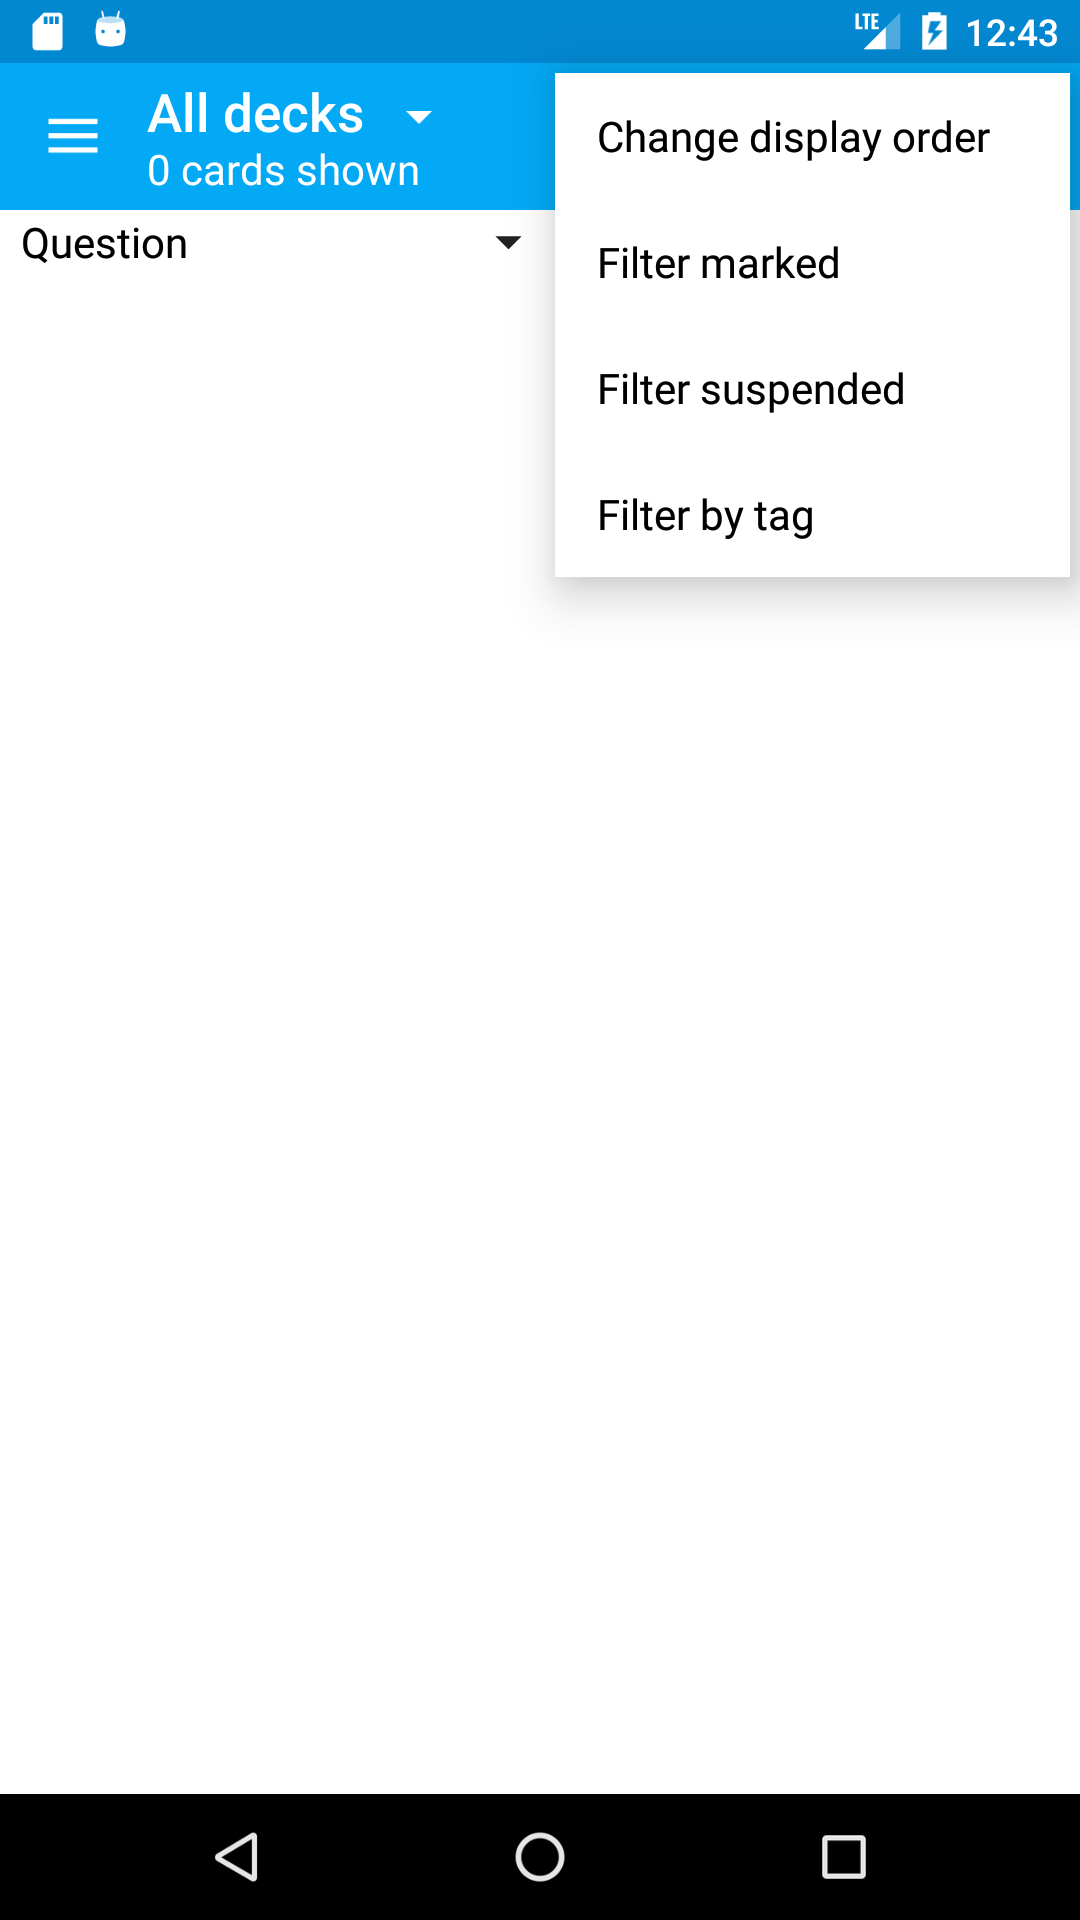 LTE 12:43
All decks
0 cards shown
Question
Change display order
Filter marked
Filter suspended
Filter by tag